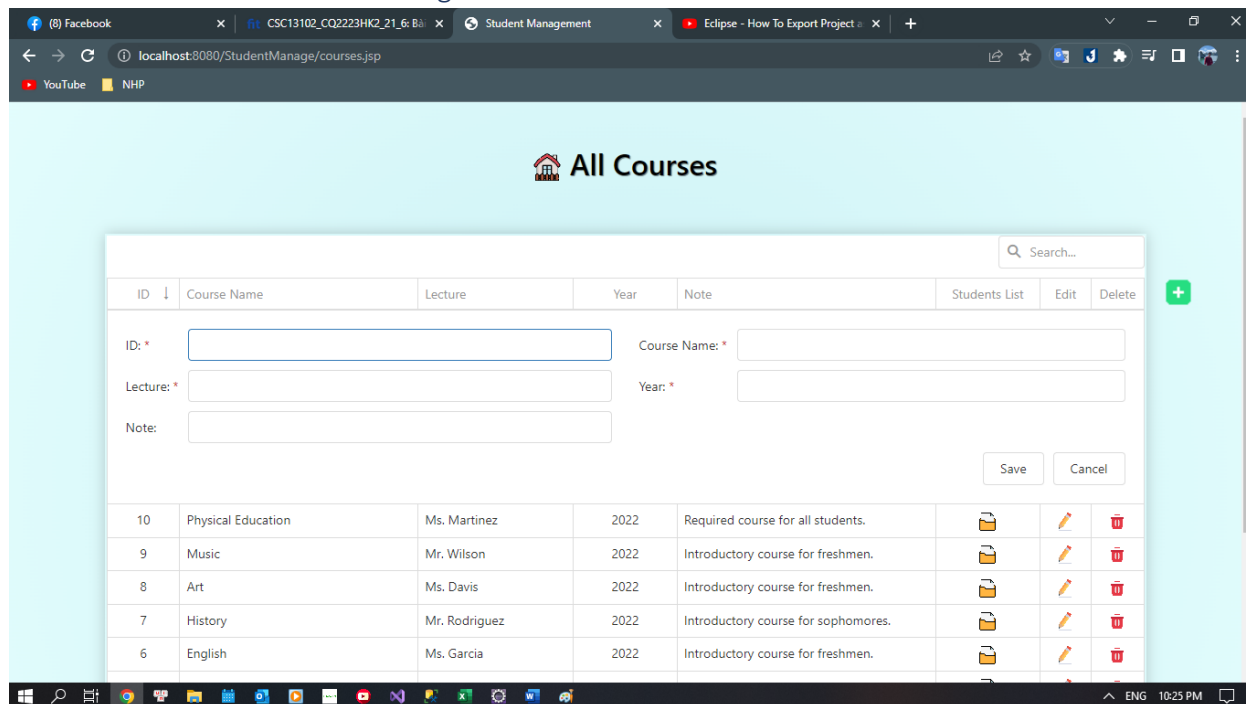 (8) Facebook
fit CSC13102_CQ2223HK2_21_6: Bà
Student Management
Eclipse - How To Export Project a
localhost:8080/StudentManage/courses.jsp
YouTube
NHP
All Courses
Search...
ID ↓ Course Name Lecture Year Note Students List Edit Delete
ID: * Course Name: *
Lecture: * Year: *
Note:
Save Cancel
10 Physical Education Ms. Martinez 2022 Required course for all students.
9 Music Mr. Wilson 2022 Introductory course for freshmen.
8 Art Ms. Davis 2022 Introductory course for freshmen.
7 History Mr. Rodriguez 2022 Introductory course for sophomores.
6 English Ms. Garcia 2022 Introductory course for freshmen.
ENG 10:25 PM